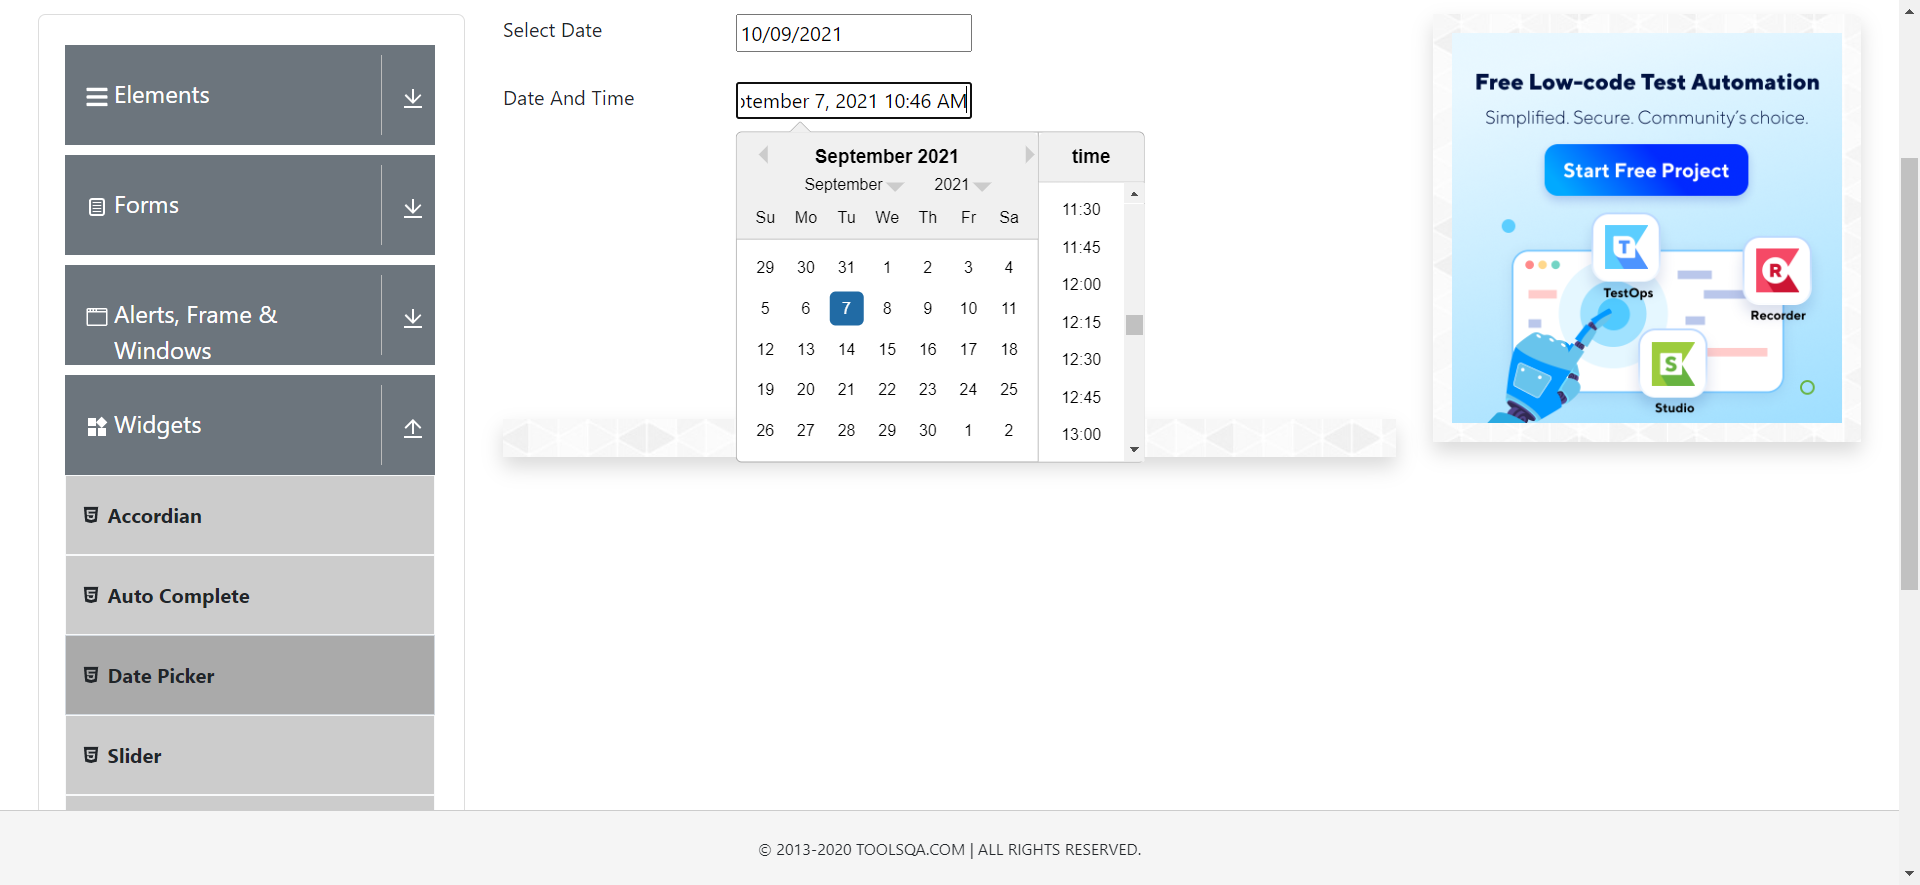 Elements
Forms
Alerts, Frame &
Windows
Widgets
Accordian
Auto Complete
Date Picker
Slider
Select Date
10/09/2021
Date And Time
ptember 7, 2021 10:46 AM
September 2021
September 2021
Su Mo Tu We Th Fr Sa
29 30 31 1 2 3 4
5 6 7 8 9 10 11
12 13 14 15 16 17 18
19 20 21 22 23 24 25
26 27 28 29 30 1 2
time
11:30
11:45
12:00
12:15
12:30
12:45
13:00
Free Low-code Test Automation
Simplified. Secure. Community’s choice.
Start Free Project
T
TestOps
R
Recorder
S
Studio
© 2013-2020 TOOLSQA.COM | ALL RIGHTS RESERVED.